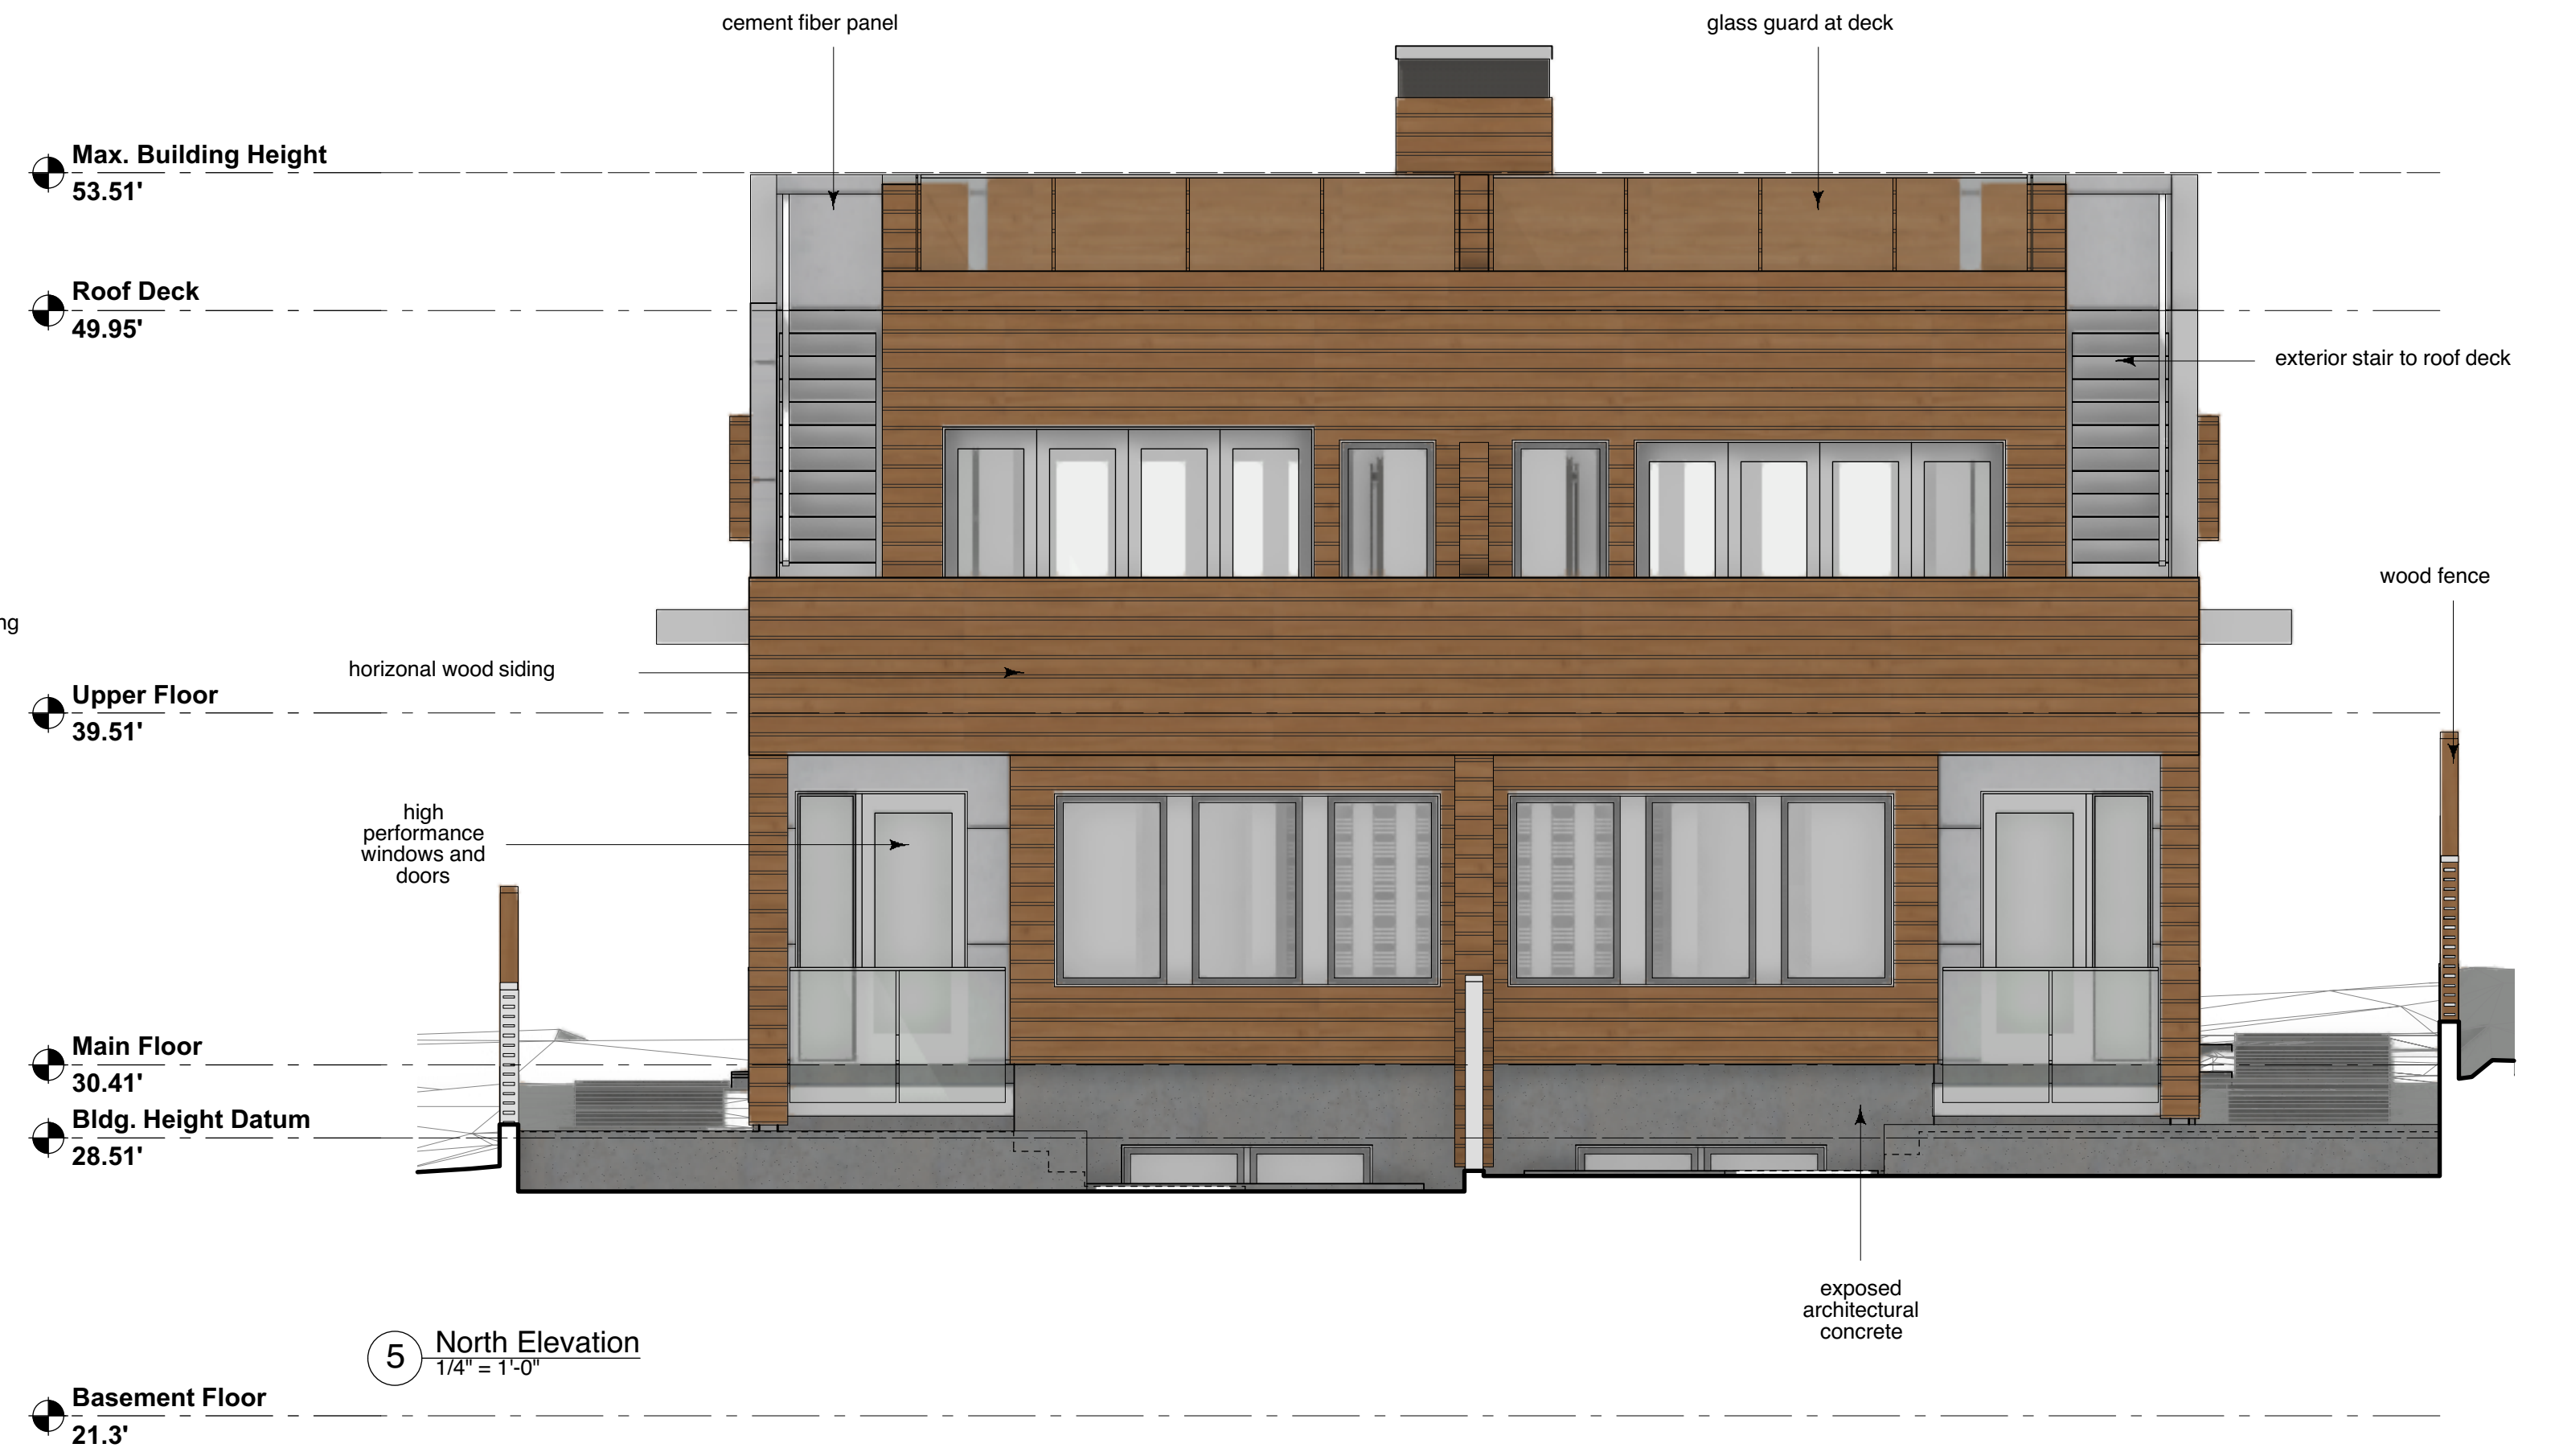 cement fiber panel
glass guard at deck
Max. Building Height
53.51'
Roof Deck
49.95'
exterior stair to roof deck
wood fence
ng
horizonal wood siding
Upper Floor
39.51'
high
performance
windows and
doors
Main Floor
30.41'
Bldg. Height Datum
28.51'
exposed
architectural
concrete
5 North Elevation
1/4" = 1'-0"
Basement Floor
21.3'